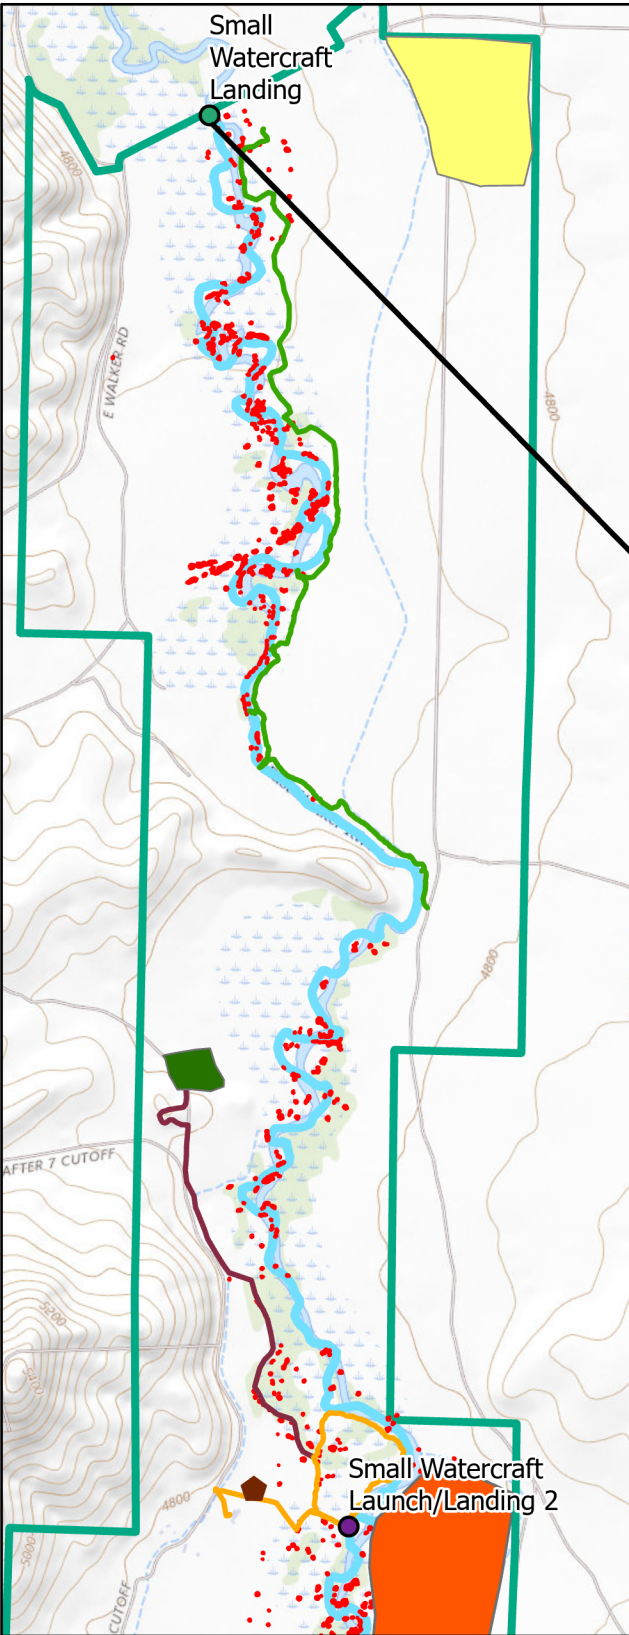 Small
Watercraft
Landing
4800
E WALKER RD
4800
4800
AFTER 7 CUTOFF
5200
5400
Small Watercraft
Launch/Landing 2
4800
5000
CUTOFF